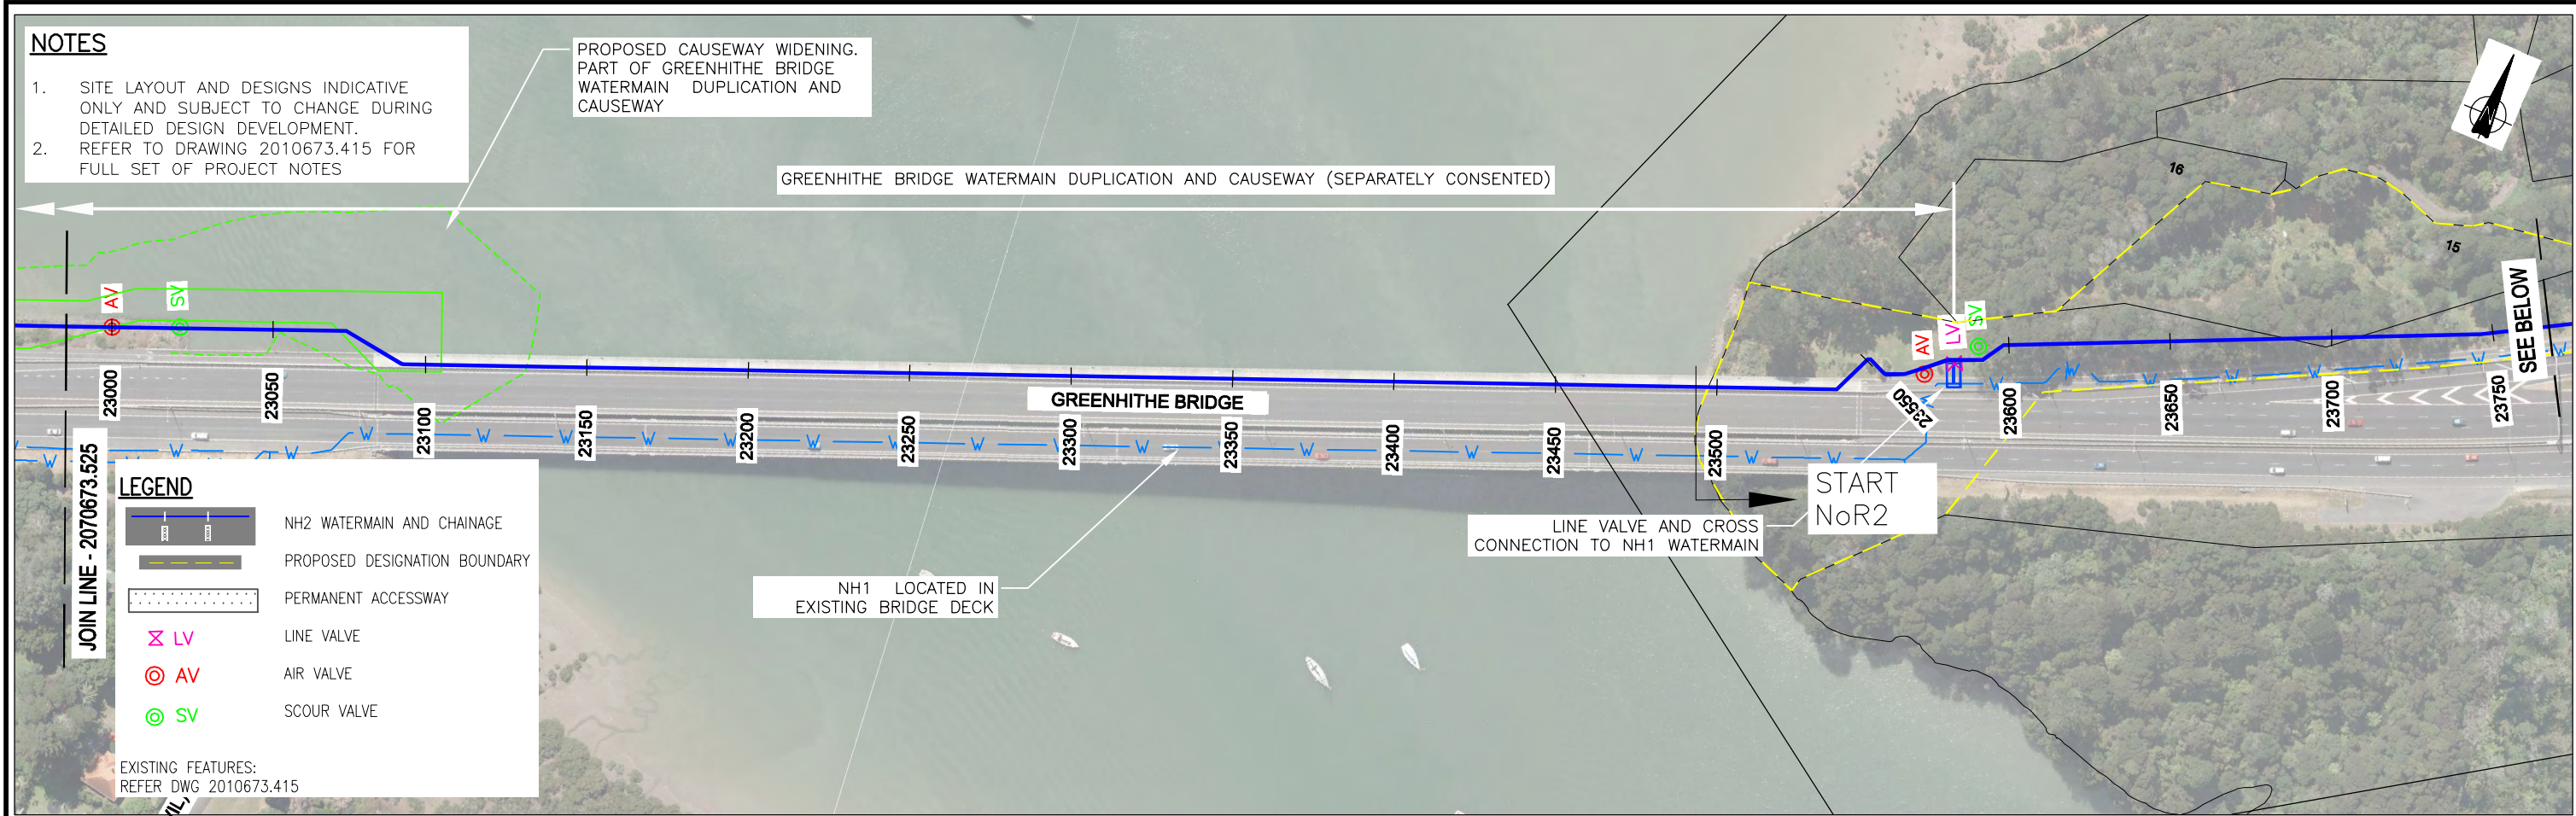 NOTES
1. SITE LAYOUT AND DESIGNS INDICATIVE
ONLY AND SUBJECT TO CHANGE DURING
DETAILED DESIGN DEVELOPMENT.
2. REFER TO DRAWING 2010673.415 FOR
FULL SET OF PROJECT NOTES
PROPOSED CAUSEWAY WIDENING.
PART OF GREENHITHE BRIDGE
WATERMAIN DUPLICATION AND
CAUSEWAY
GREENHITHE BRIDGE WATERMAIN DUPLICATION AND CAUSEWAY (SEPARATELY CONSENTED)
16
15
AV
SV
AV
LV
SV
SEE BELOW
JOIN LINE - 2070673.525
GREENHITHE BRIDGE
23000
23050
23100
23150
23200
23250
23300
23350
23400
23450
23500
23550
23600
23650
23700
23750
W W W W W W W W W W W W W W W W W W
W W W W W W
START
NoR2
LINE VALVE AND CROSS
CONNECTION TO NH1 WATERMAIN
NH1 LOCATED IN
EXISTING BRIDGE DECK
LEGEND
NH2 WATERMAIN AND CHAINAGE
PROPOSED DESIGNATION BOUNDARY
PERMANENT ACCESSWAY
LV LINE VALVE
AV AIR VALVE
SV SCOUR VALVE
EXISTING FEATURES:
REFER DWG 2010673.415